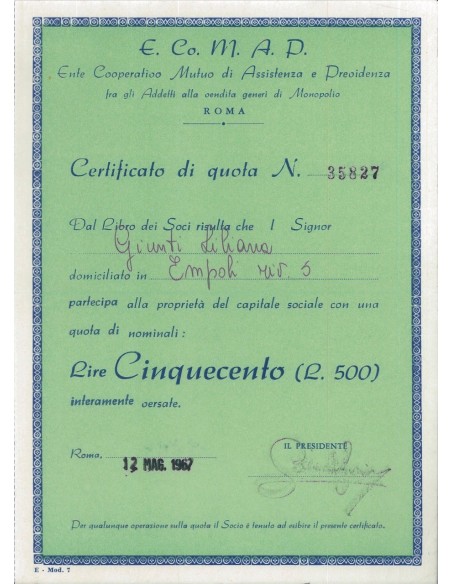 E. Co. M. A. P.
Ente Cooperativo Mutuo di Assistenza e Previdenza
fra gli Addetti alla vendita generi di Monopolio
ROMA
Certificato di quota N. 35827
Dal Libro dei Soci risulta che l Signor
Giunti Liliana
domiciliato in Empoli riv. 5
partecipa alla proprietà del capitale sociale con una
quota di nominali:
Lire Cinquecento (L. 500)
interamente versate.
IL PRESIDENTE
Roma, 12 MAG. 1967
Per qualunque operazione sulla quota il Socio è tenuto ad esibire il presente certificato.
E - Mod. 7